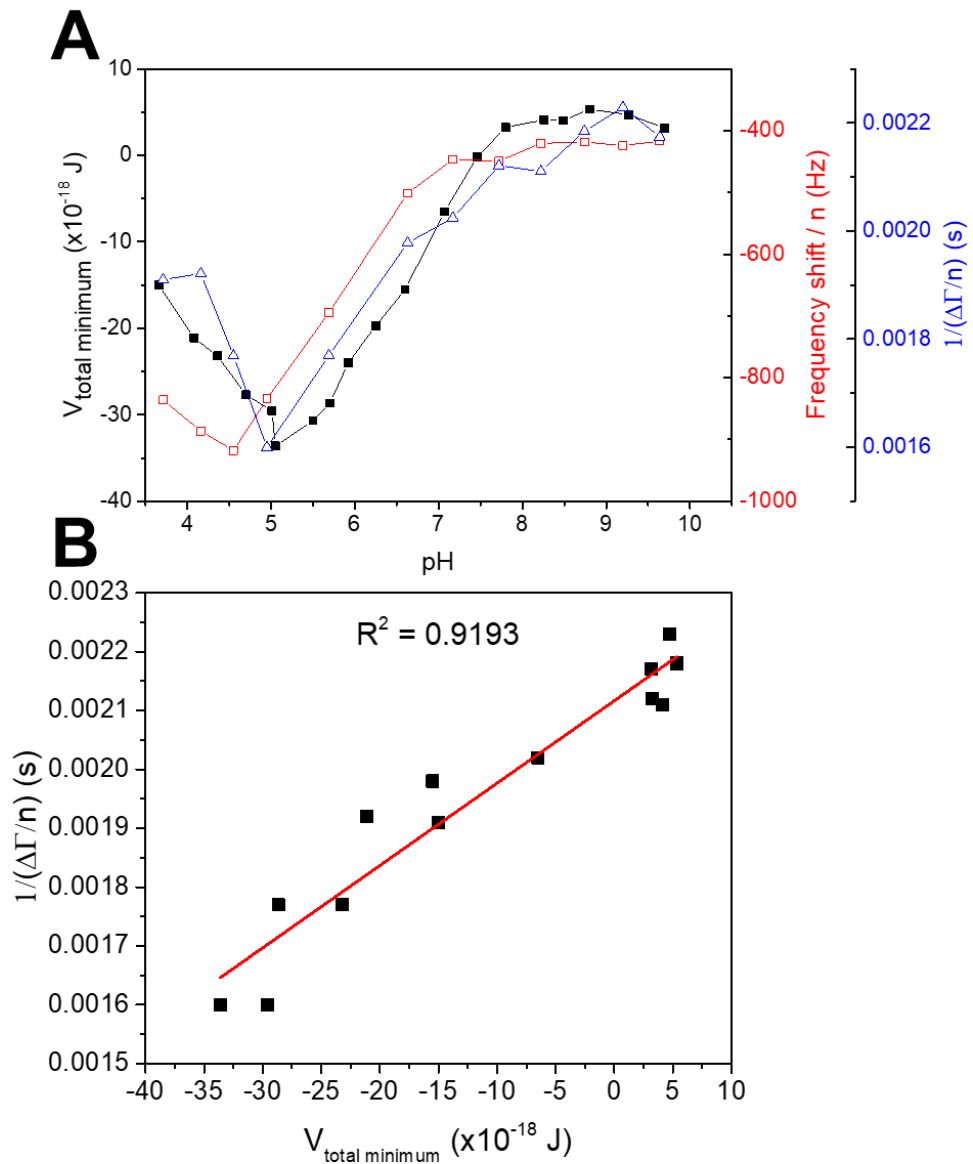 A
10
0
-10
-20
-30
-40
V_total minimum (x10^-18 J)
4 5 6 7 8 9 10
pH
-400
-600
-800
-1000
Frequency shift / n (Hz)
0.0022
0.0020
0.0018
0.0016
1/(ΔΓ/n) (s)
B
R² = 0.9193
0.0023
0.0022
0.0021
0.0020
0.0019
0.0018
0.0017
0.0016
0.0015
1/(ΔΓ/n) (s)
-40 -35 -30 -25 -20 -15 -10 -5 0 5 10
V_total minimum (x10^-18 J)